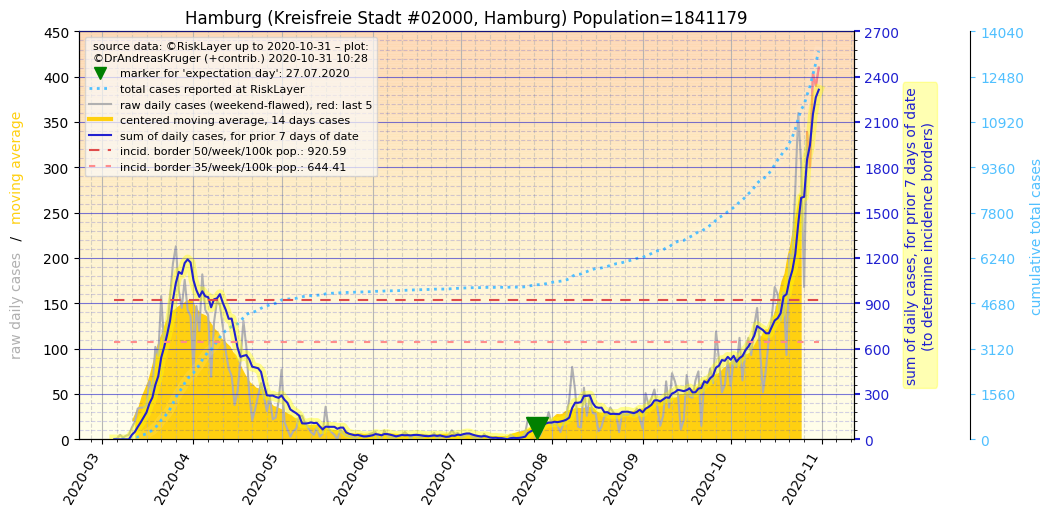 Hamburg (Kreisfreie Stadt #02000, Hamburg) Population=1841179
source data: ©RiskLayer up to 2020-10-31 – plot:
©DrAndreasKruger (+contrib.) 2020-10-31 10:28
marker for 'expectation day': 27.07.2020
total cases reported at RiskLayer
raw daily cases (weekend-flawed), red: last 5
centered moving average, 14 days cases
sum of daily cases, for prior 7 days of date
incid. border 50/week/100k pop.: 920.59
incid. border 35/week/100k pop.: 644.41
raw daily cases / moving average
450
400
350
300
250
200
150
100
50
0
2020-03
2020-04
2020-05
2020-06
2020-07
2020-08
2020-09
2020-10
2020-11
2700
2400
2100
1800
1500
1200
900
600
300
0
sum of daily cases, for prior 7 days of date
(to determine incidence borders)
14040
12480
10920
9360
7800
6240
4680
3120
1560
0
cumulative total cases